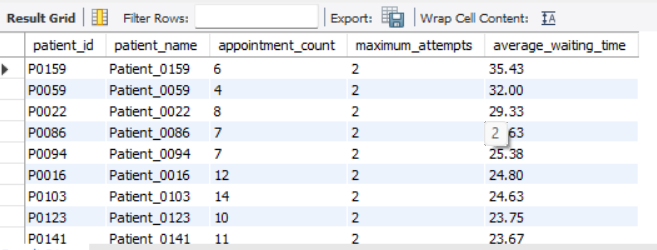 Result Grid Filter Rows: Export: Wrap Cell Content: IA
patient_id patient_name appointment_count maximum_attempts average_waiting_time
P0159 Patient_0159 6 2 35.43
P0059 Patient_0059 4 2 32.00
P0022 Patient_0022 8 2 29.33
P0086 Patient_0086 7 2 2 .63
P0094 Patient_0094 7 2 25.38
P0016 Patient_0016 12 2 24.80
P0103 Patient_0103 14 2 24.63
P0123 Patient_0123 10 2 23.75
P0141 Patient_0141 11 2 23.67